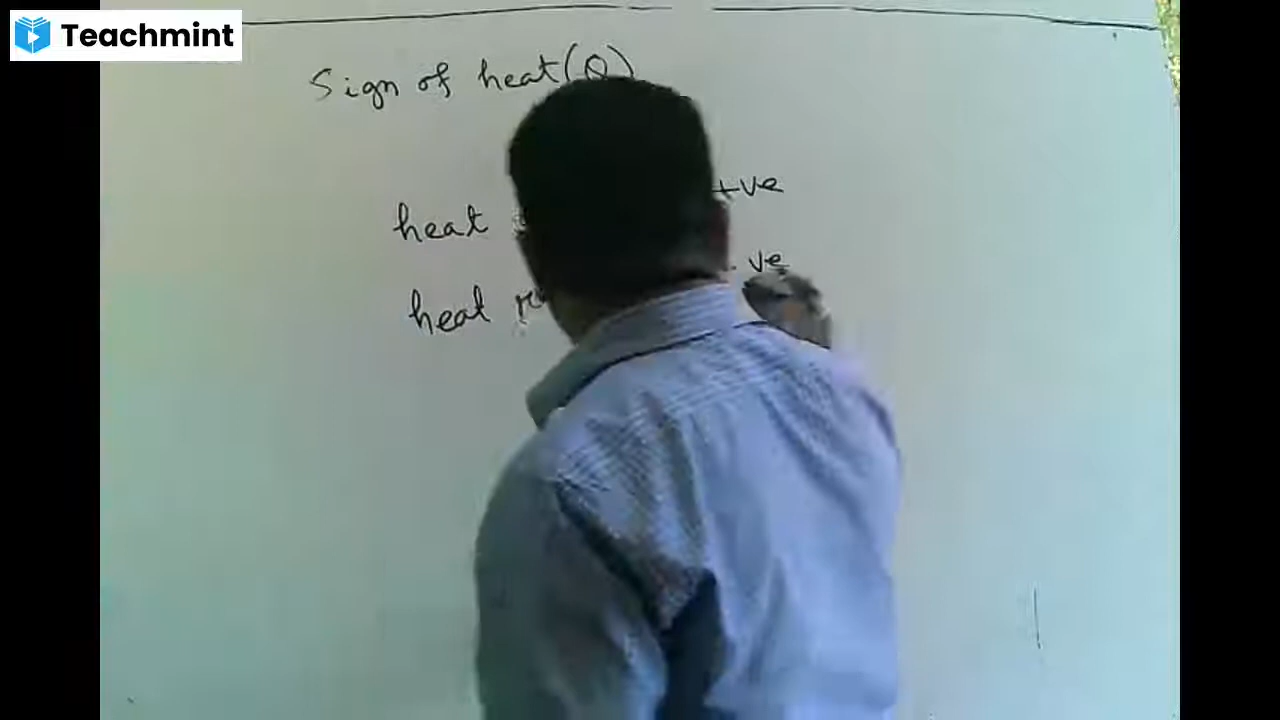 Teachmint
Sign of heat (Q)
heat +ve
heat -ve